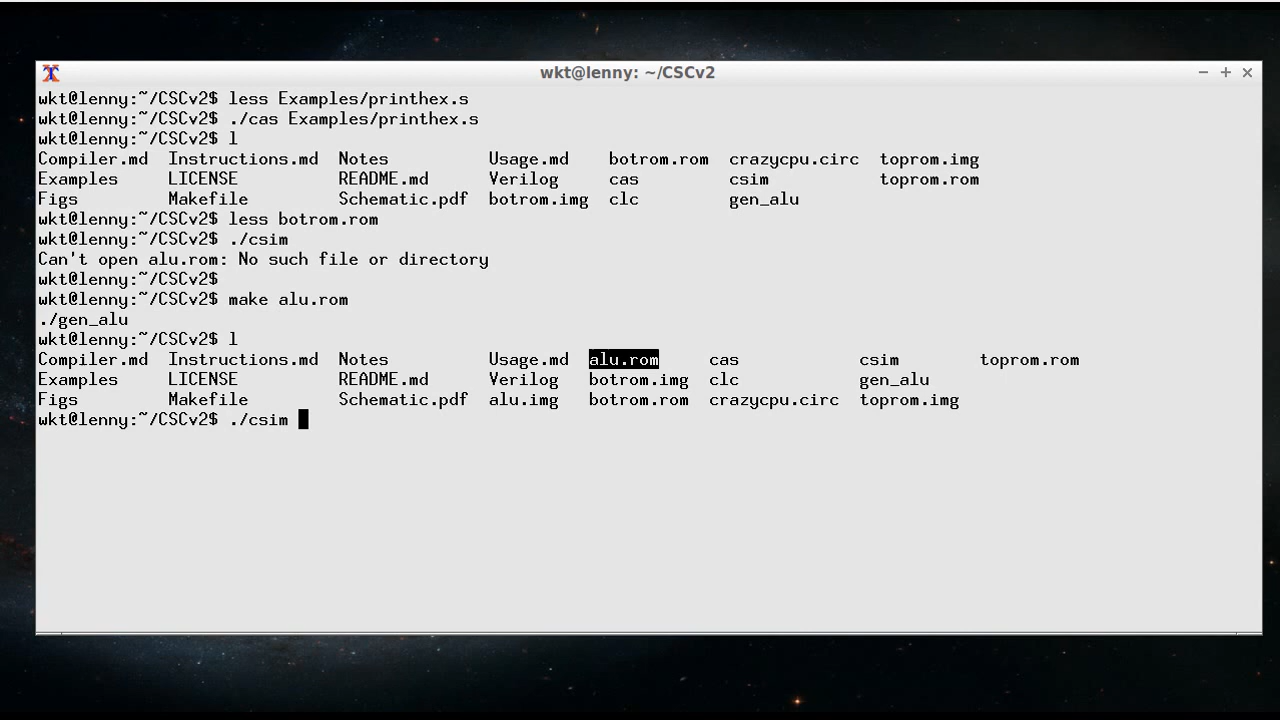 wkt@lenny: ~/CSCv2
wkt@lenny:~/CSCv2$ less Examples/printhex.s
wkt@lenny:~/CSCv2$ ./cas Examples/printhex.s
wkt@lenny:~/CSCv2$ l
Compiler.md  Instructions.md  Notes          Usage.md    botrom.rom  crazycpu.circ  toprom.img
Examples     LICENSE          README.md      Verilog     cas         csim           toprom.rom
Figs         Makefile         Schematic.pdf  botrom.img  clc         gen_alu
wkt@lenny:~/CSCv2$ less botrom.rom
wkt@lenny:~/CSCv2$ ./csim
Can't open alu.rom: No such file or directory
wkt@lenny:~/CSCv2$
wkt@lenny:~/CSCv2$ make alu.rom
./gen_alu
wkt@lenny:~/CSCv2$ l
Compiler.md  Instructions.md  Notes          Usage.md  alu.rom     cas            csim        toprom.rom
Examples     LICENSE          README.md      Verilog   botrom.img  clc            gen_alu
Figs         Makefile         Schematic.pdf  alu.img   botrom.rom  crazycpu.circ  toprom.img
wkt@lenny:~/CSCv2$ ./csim